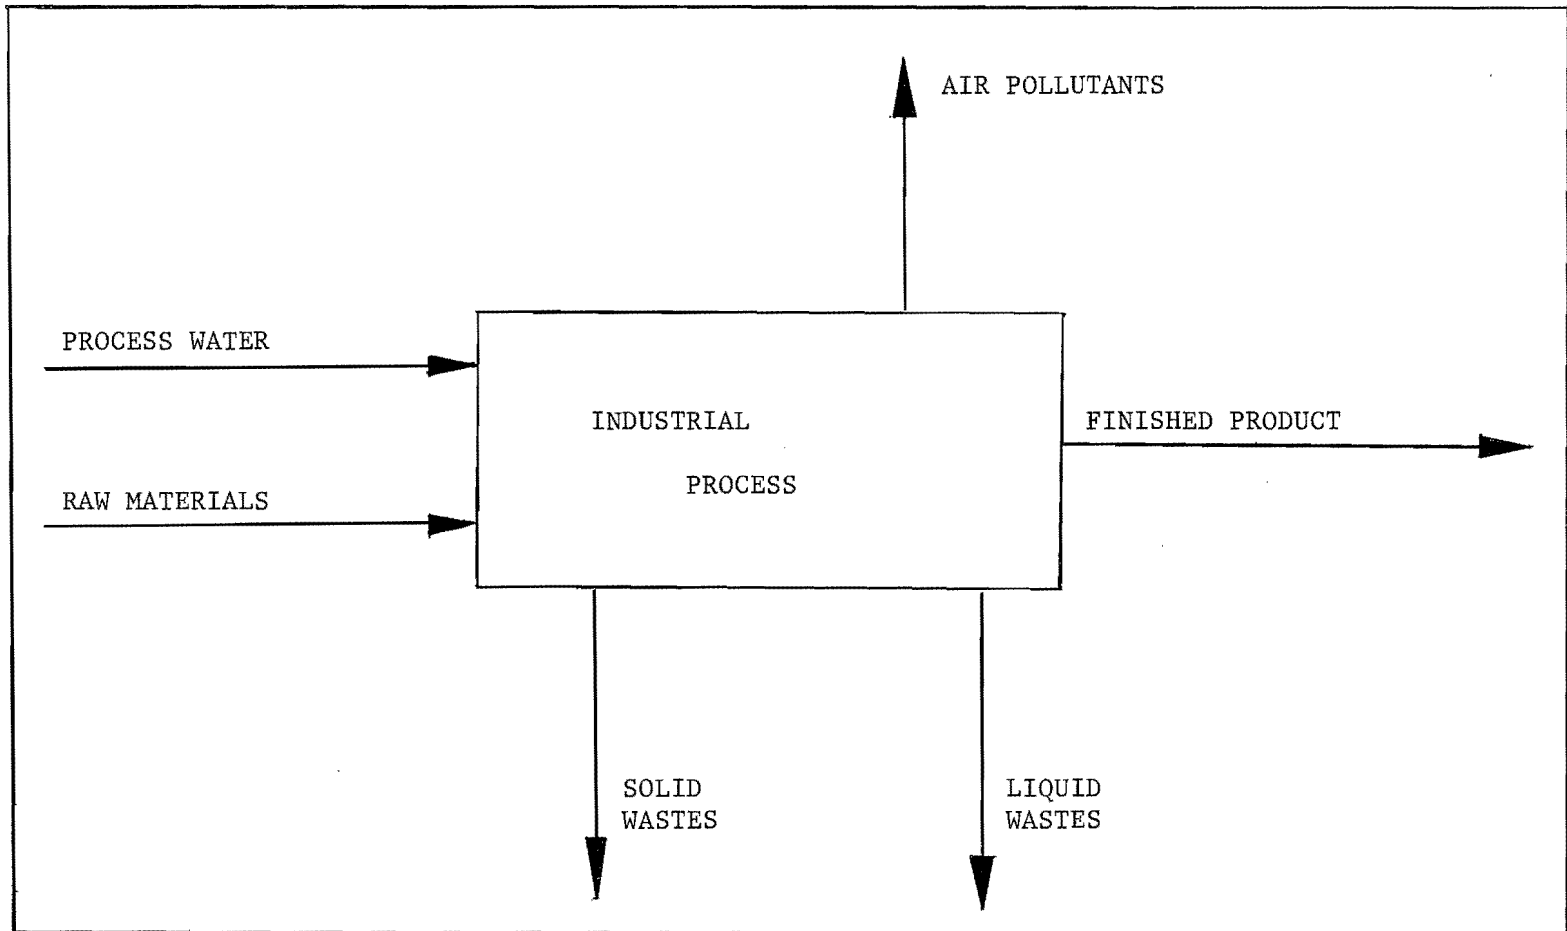 AIR POLLUTANTS
PROCESS WATER
INDUSTRIAL
PROCESS
FINISHED PRODUCT
RAW MATERIALS
SOLID
WASTES
LIQUID
WASTES